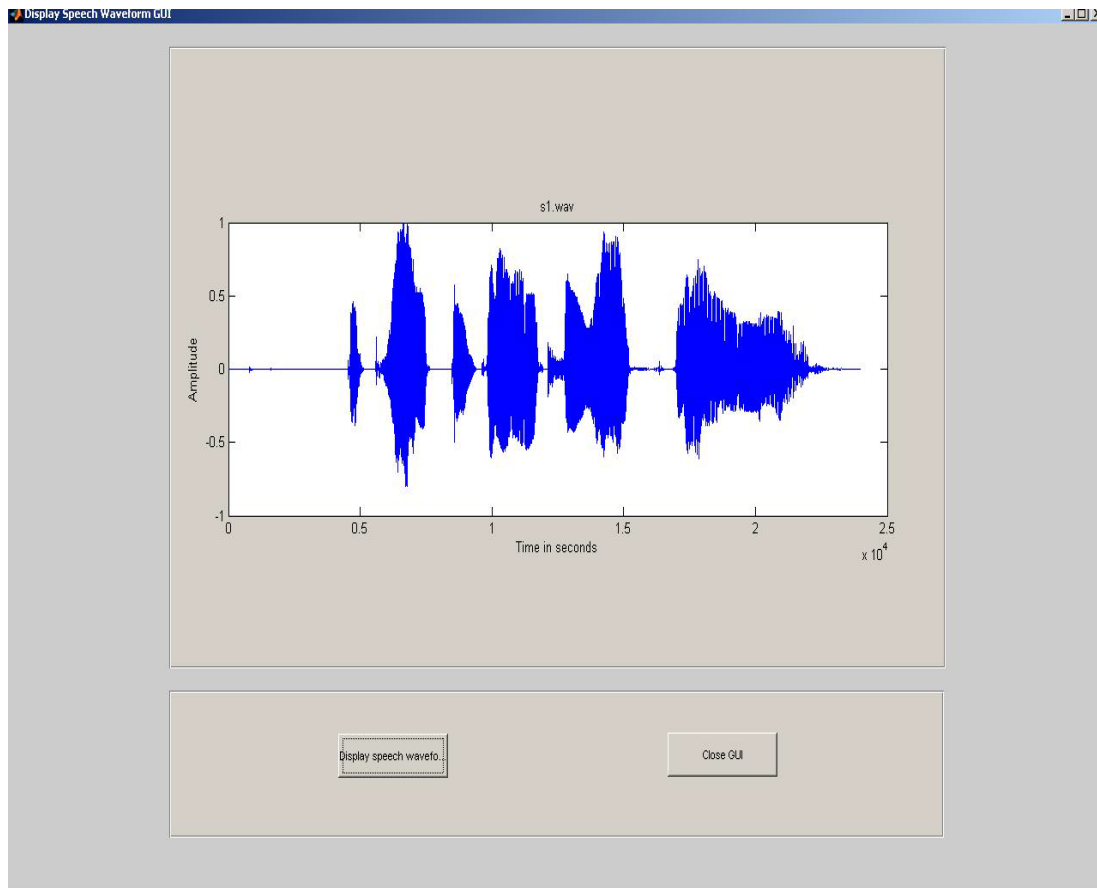 Display Speech Waveform GUI
s1.wav
1
0.5
0
-0.5
-1
Amplitude
0 0.5 1 1.5 2 2.5
Time in seconds
x 10^4
Display speech wavefo...
Close GUI